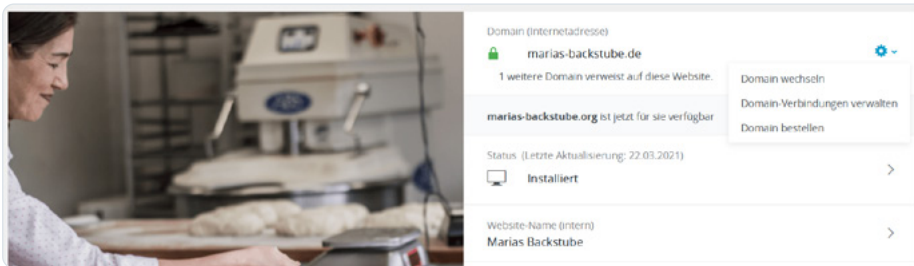 Domain (Internetadresse)
marias-backstube.de
1 weitere Domain verweist auf diese Website.
Domain wechseln
Domain-Verbindungen verwalten
Domain bestellen
marias-backstube.org ist jetzt für sie verfügbar
Status (Letzte Aktualisierung: 22.03.2021)
Installiert
Website-Name (intern)
Marias Backstube